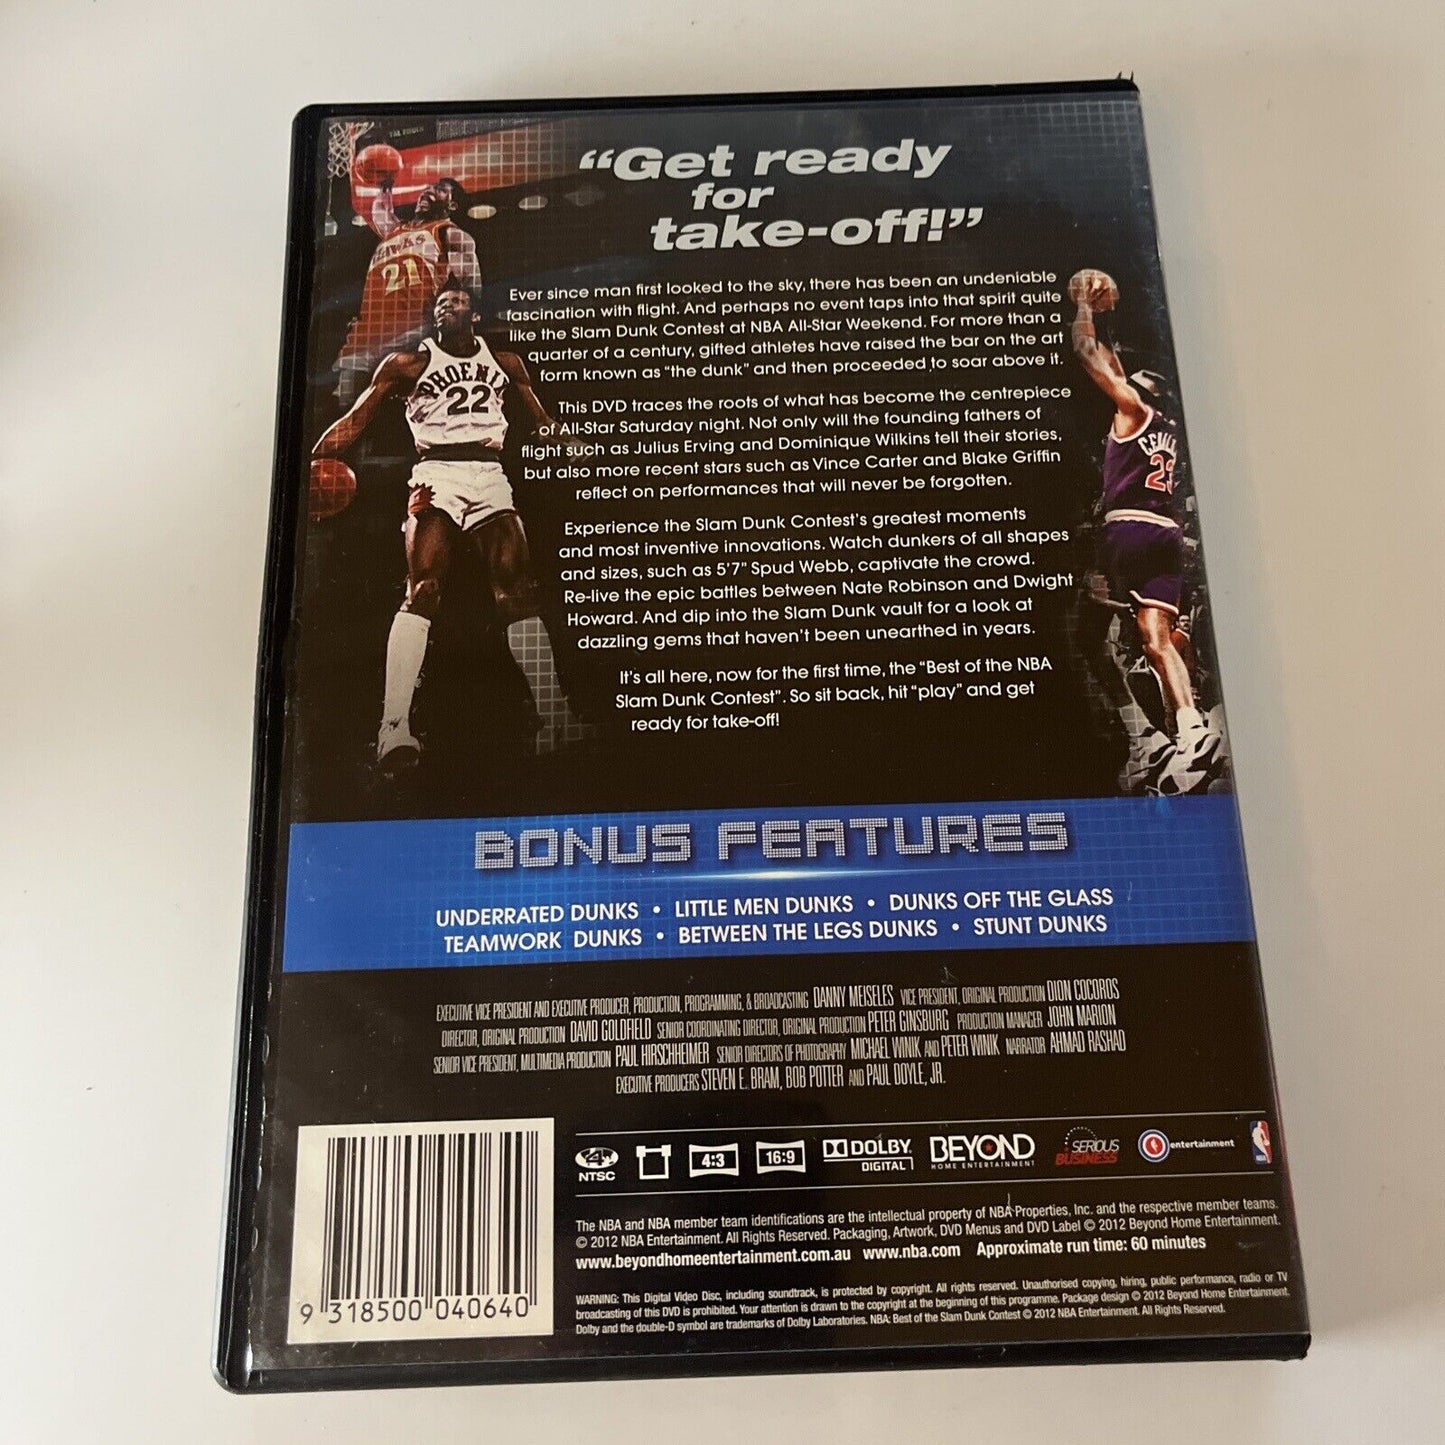 "Get ready
for
take-off!"
HAWKS
21
PHOENIX
22
23
Ever since man first looked to the sky, there has been an undeniable
fascination with flight. And perhaps no event taps into that spirit quite
like the Slam Dunk Contest at NBA All-Star Weekend. For more than a
quarter of a century, gifted athletes have raised the bar on the art
form known as "the dunk" and then proceeded to soar above it.
This DVD traces the roots of what has become the centrepiece
of All-Star Saturday night. Not only will the founding fathers of
flight such as Julius Erving and Dominique Wilkins tell their stories,
but also more recent stars such as Vince Carter and Blake Griffin
reflect on performances that will never be forgotten.
Experience the Slam Dunk Contest's greatest moments
and most inventive innovations. Watch dunkers of all shapes
and sizes, such as 5'7" Spud Webb, captivate the crowd.
Re-live the epic battles between Nate Robinson and Dwight
Howard. And dip into the Slam Dunk vault for a look at
dazzling gems that haven't been unearthed in years.
It's all here, now for the first time, the "Best of the NBA
Slam Dunk Contest". So sit back, hit "play" and get
ready for take-off!
BONUS FEATURES
UNDERRATED DUNKS • LITTLE MEN DUNKS • DUNKS OFF THE GLASS
TEAMWORK DUNKS • BETWEEN THE LEGS DUNKS • STUNT DUNKS
EXECUTIVE VICE PRESIDENT AND EXECUTIVE PRODUCER, PRODUCTION, PROGRAMMING, & BROADCASTING DANNY MEISELES VICE PRESIDENT, ORIGINAL PRODUCTION DION COCOROS
DIRECTOR, ORIGINAL PRODUCTION DAVID GOLDFIELD SENIOR COORDINATING DIRECTOR, ORIGINAL PRODUCTION PETER GINSBURG PRODUCTION MANAGER JOHN MARION
SENIOR VICE PRESIDENT, MULTIMEDIA PRODUCTION PAUL HIRSCHHEIMER SENIOR DIRECTORS OF PHOTOGRAPHY MICHAEL WINIK AND PETER WINIK NARRATOR AHMAD RASHAD
EXECUTIVE PRODUCERS STEVEN E. BRAM, BOB POTTER AND PAUL DOYLE, JR.
4 NTSC 4:3 16:9 DOLBY DIGITAL BEYOND HOME ENTERTAINMENT SERIOUS BUSINESS entertainment NBA
The NBA and NBA member team identifications are the intellectual property of NBA Properties, Inc. and the respective member teams.
© 2012 NBA Entertainment. All Rights Reserved. Packaging, Artwork, DVD Menus and DVD Label © 2012 Beyond Home Entertainment.
www.beyondhomeentertainment.com.au www.nba.com Approximate run time: 60 minutes
WARNING: This Digital Video Disc, including soundtrack, is protected by copyright. All rights reserved. Unauthorised copying, hiring, public performance, radio or TV
broadcasting of this DVD is prohibited. Your attention is drawn to the copyright at the beginning of this programme. Package design © 2012 Beyond Home Entertainment.
Dolby and the double-D symbol are trademarks of Dolby Laboratories. NBA: Best of the Slam Dunk Contest © 2012 NBA Entertainment. All Rights Reserved.
9 318500 040640